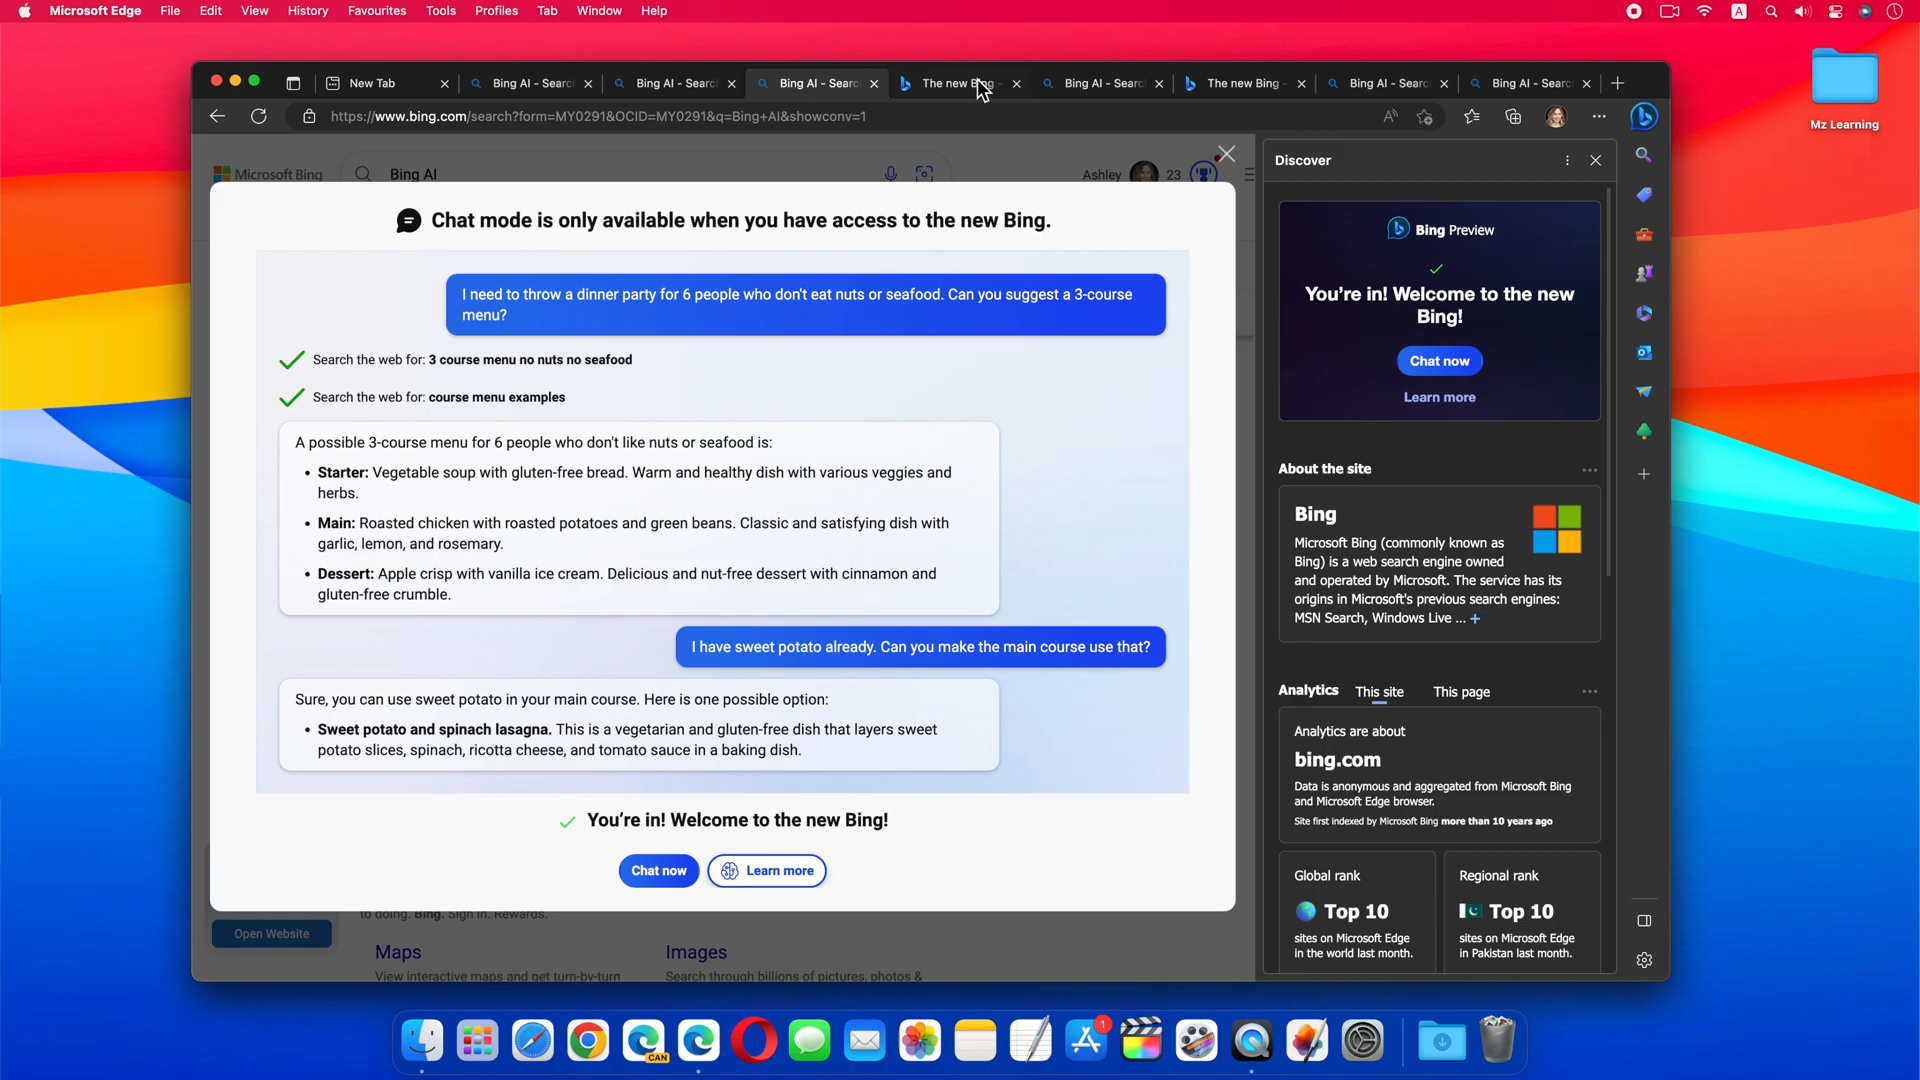 Microsoft Edge File Edit View History Favourites Tools Profiles Tab Window Help
A
New Tab
Bing AI - Searc
Bing AI - Searc
Bing AI - Searc
The new Bing -
Bing AI - Searc
The new Bing -
Bing AI - Searc
Bing AI - Searc
https://www.bing.com/search?form=MY0291&OCID=MY0291&q=Bing+AI&showconv=1
Mz Learning
Microsoft Bing
Bing AI
Ashley 23
Chat mode is only available when you have access to the new Bing.
I need to throw a dinner party for 6 people who don't eat nuts or seafood. Can you suggest a 3-course
menu?
Search the web for: 3 course menu no nuts no seafood
Search the web for: course menu examples
A possible 3-course menu for 6 people who don't like nuts or seafood is:
• Starter: Vegetable soup with gluten-free bread. Warm and healthy dish with various veggies and
herbs.
• Main: Roasted chicken with roasted potatoes and green beans. Classic and satisfying dish with
garlic, lemon, and rosemary.
• Dessert: Apple crisp with vanilla ice cream. Delicious and nut-free dessert with cinnamon and
gluten-free crumble.
I have sweet potato already. Can you make the main course use that?
Sure, you can use sweet potato in your main course. Here is one possible option:
• Sweet potato and spinach lasagna. This is a vegetarian and gluten-free dish that layers sweet
potato slices, spinach, ricotta cheese, and tomato sauce in a baking dish.
You're in! Welcome to the new Bing!
Chat now
Learn more
to doing. Bing. Sign in. Rewards.
Open Website
Maps
View interactive maps and get turn-by-turn
Images
Search through billions of pictures, photos &
Discover
Bing Preview
You're in! Welcome to the new
Bing!
Chat now
Learn more
About the site
Bing
Microsoft Bing (commonly known as
Bing) is a web search engine owned
and operated by Microsoft. The service has its
origins in Microsoft's previous search engines:
MSN Search, Windows Live ... +
Analytics This site This page
Analytics are about
bing.com
Data is anonymous and aggregated from Microsoft Bing
and Microsoft Edge browser.
Site first indexed by Microsoft Bing more than 10 years ago
Global rank
Top 10
sites on Microsoft Edge
in the world last month.
Regional rank
Top 10
sites on Microsoft Edge
in Pakistan last month.
CAN
1